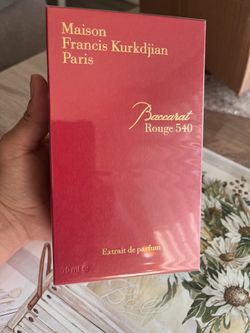 Maison
Francis Kurkdjian
Paris
Baccarat
Rouge 540
Extrait de parfum